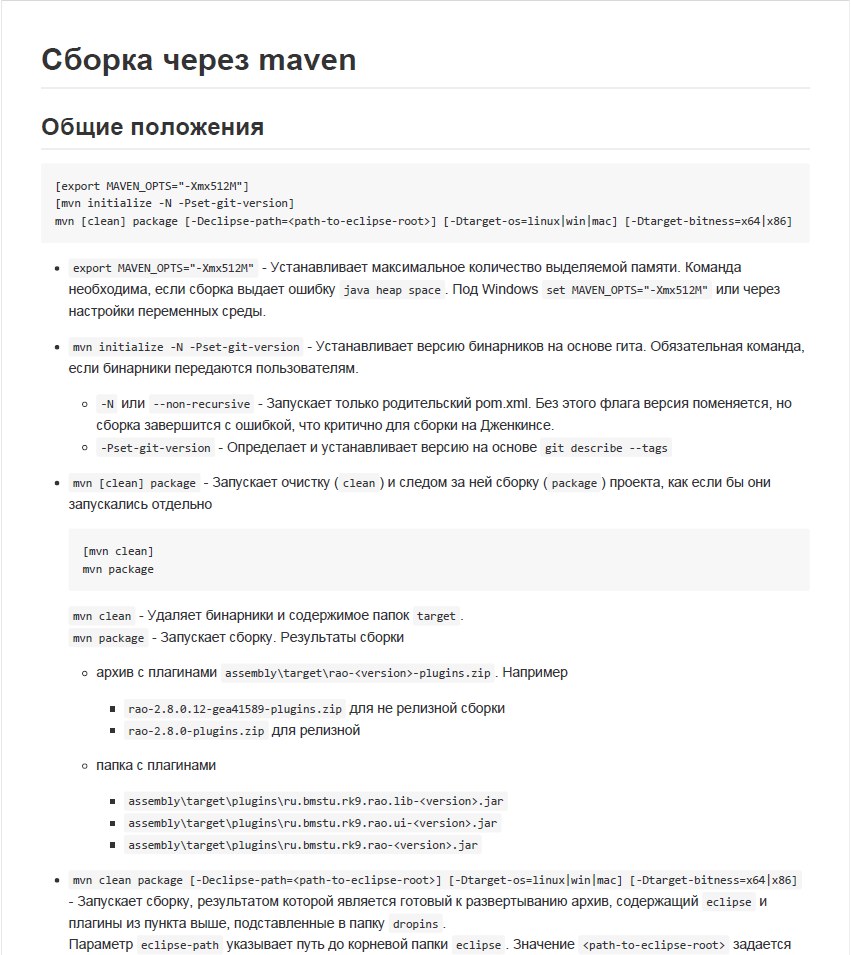 Сборка через maven
Общие положения
[export MAVEN_OPTS="-Xmx512M"]
[mvn initialize -N -Pset-git-version]
mvn [clean] package [-Declipse-path=<path-to-eclipse-root>] [-Dtarget-os=linux|win|mac] [-Dtarget-bitness=x64|x86]
export MAVEN_OPTS="-Xmx512M" - Устанавливает максимальное количество выделяемой памяти. Команда
необходима, если сборка выдает ошибку java heap space. Под Windows set MAVEN_OPTS="-Xmx512M" или через
настройки переменных среды.
mvn initialize -N -Pset-git-version - Устанавливает версию бинарников на основе гита. Обязательная команда,
если бинарники передаются пользователям.
-N или --non-recursive - Запускает только родительский pom.xml. Без этого флага версия поменяется, но
сборка завершится с ошибкой, что критично для сборки на Дженкинсе.
-Pset-git-version - Определает и устанавливает версию на основе git describe --tags
mvn [clean] package - Запускает очистку (clean) и следом за ней сборку (package) проекта, как если бы они
запускались отдельно
[mvn clean]
mvn package
mvn clean - Удаляет бинарники и содержимое папок target.
mvn package - Запускает сборку. Результаты сборки
архив с плагинами assembly\target\rao-<version>-plugins.zip. Например
rao-2.8.0.12-gea41589-plugins.zip для не релизной сборки
rao-2.8.0-plugins.zip для релизной
папка с плагинами
assembly\target\plugins\ru.bmstu.rk9.rao.lib-<version>.jar
assembly\target\plugins\ru.bmstu.rk9.rao.ui-<version>.jar
assembly\target\plugins\ru.bmstu.rk9.rao-<version>.jar
mvn clean package [-Declipse-path=<path-to-eclipse-root>] [-Dtarget-os=linux|win|mac] [-Dtarget-bitness=x64|x86]
- Запускает сборку, результатом которой является готовый к развертыванию архив, содержащий eclipse и
плагины из пункта выше, подставленные в папку dropins.
Параметр eclipse-path указывает путь до корневой папки eclipse. Значение <path-to-eclipse-root> задается